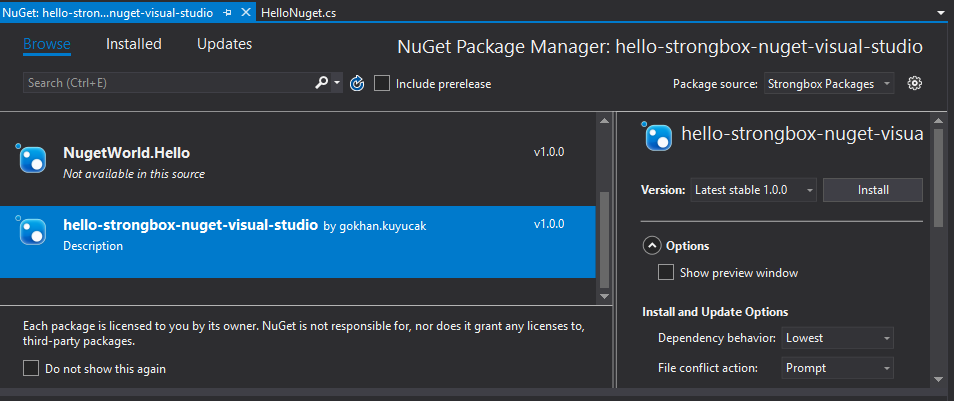 NuGet: hello-stron...nuget-visual-studio
HelloNuget.cs
Browse
Installed
Updates
NuGet Package Manager: hello-strongbox-nuget-visual-studio
Search (Ctrl+E)
Include prerelease
Package source:
Strongbox Packages
NugetWorld.Hello
v1.0.0
Not available in this source
hello-strongbox-nuget-visual-studio by gokhan.kuyucak
v1.0.0
Description
Each package is licensed to you by its owner. NuGet is not responsible for, nor does it grant any licenses to,
third-party packages.
Do not show this again
hello-strongbox-nuget-visua
Version:
Latest stable 1.0.0
Install
Options
Show preview window
Install and Update Options
Dependency behavior:
Lowest
File conflict action:
Prompt